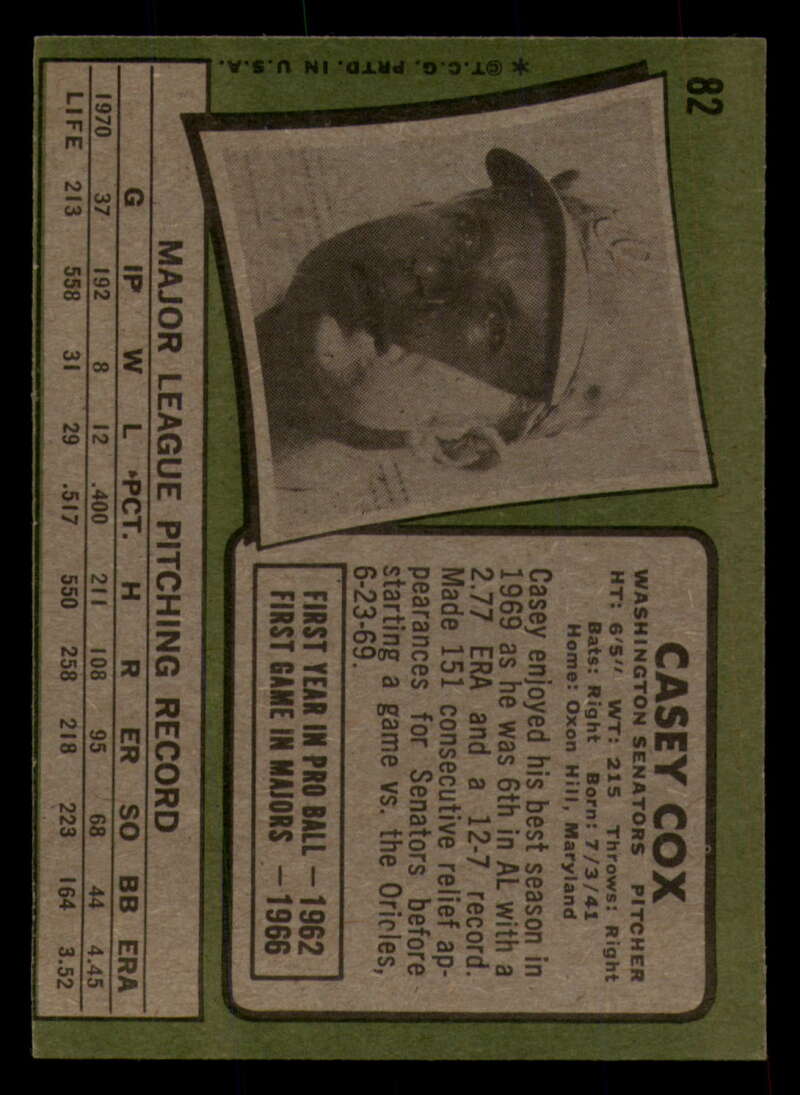 82
CASEY COX
WASHINGTON SENATORS PITCHER
HT: 6'5" WT: 215 Throws: Right
Bats: Right Born: 7/3/41
Home: Oxon Hill, Maryland
Casey enjoyed his best season in
1969 as he was 6th in AL with a
2.77 ERA and a 12-7 record.
Made 151 consecutive relief ap-
pearances for Senators before
starting a game vs. the Orioles,
6-23-69.
FIRST YEAR IN PRO BALL — 1962
FIRST GAME IN MAJORS — 1966
*©T.C.G. PRTD. IN U.S.A.
MAJOR LEAGUE PITCHING RECORD
G IP W L PCT. H R ER SO BB ERA
1970 37 192 8 12 .400 211 108 95 68 44 4.45
LIFE 213 558 31 29 .517 550 258 218 223 164 3.52